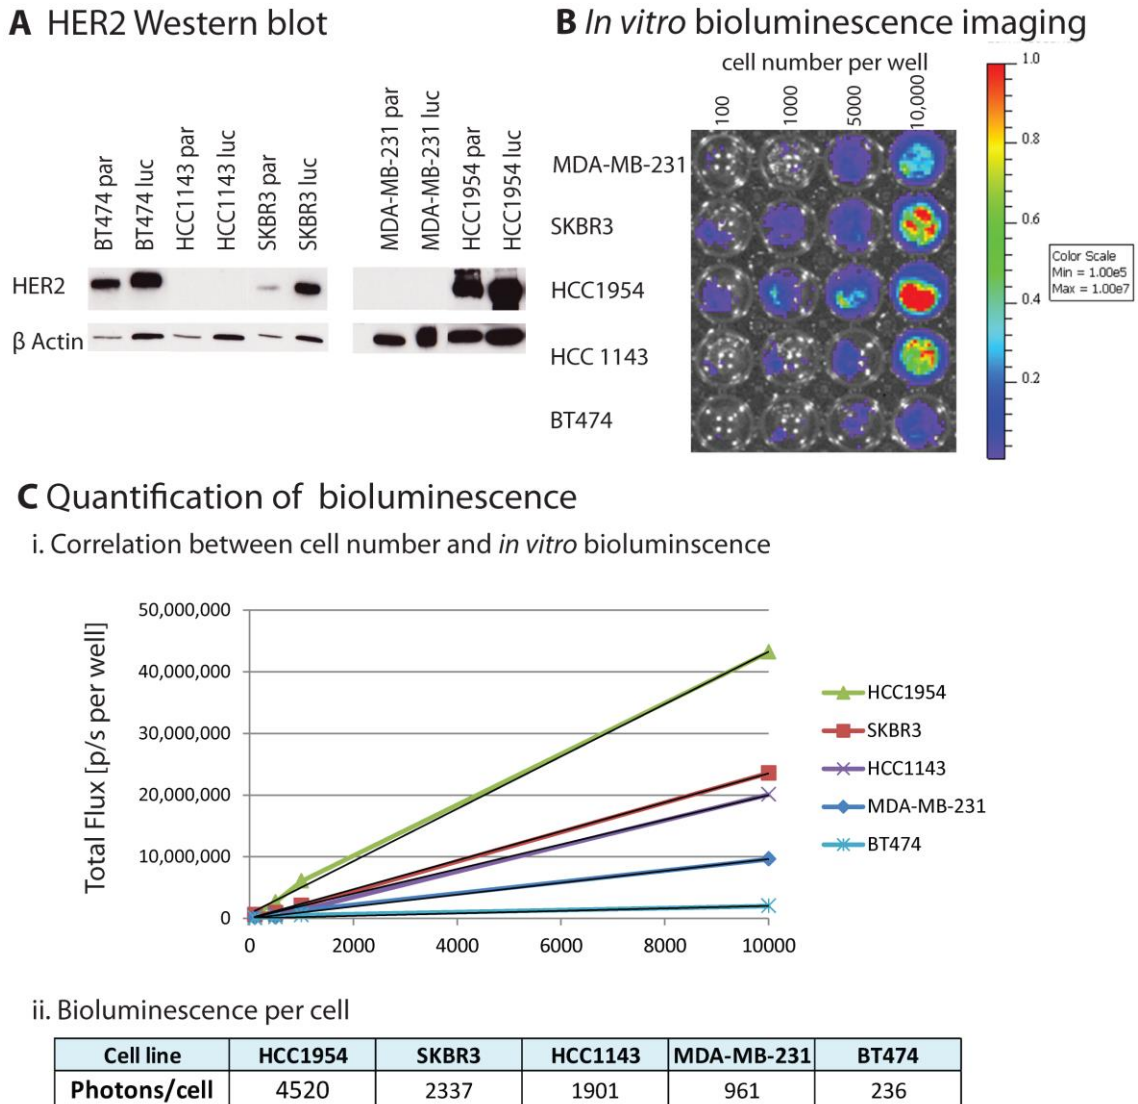 A HER2 Western blot
BT474 par
BT474 luc
HCC1143 par
HCC1143 luc
SKBR3 par
SKBR3 luc
MDA-MB-231 par
MDA-MB-231 luc
HCC1954 par
HCC1954 luc
HER2
β Actin
B In vitro bioluminescence imaging
cell number per well
100
1000
5000
10,000
MDA-MB-231
SKBR3
HCC1954
HCC 1143
BT474
1.0
0.8
0.6
0.4
0.2
Color Scale
Min = 1.00e5
Max = 1.00e7
C Quantification of bioluminescence
i. Correlation between cell number and in vitro bioluminscence
Total Flux [p/s per well]
50,000,000
40,000,000
30,000,000
20,000,000
10,000,000
0
0 2000 4000 6000 8000 10000
HCC1954
SKBR3
HCC1143
MDA-MB-231
BT474
ii. Bioluminescence per cell
Cell line HCC1954 SKBR3 HCC1143 MDA-MB-231 BT474
Photons/cell 4520 2337 1901 961 236